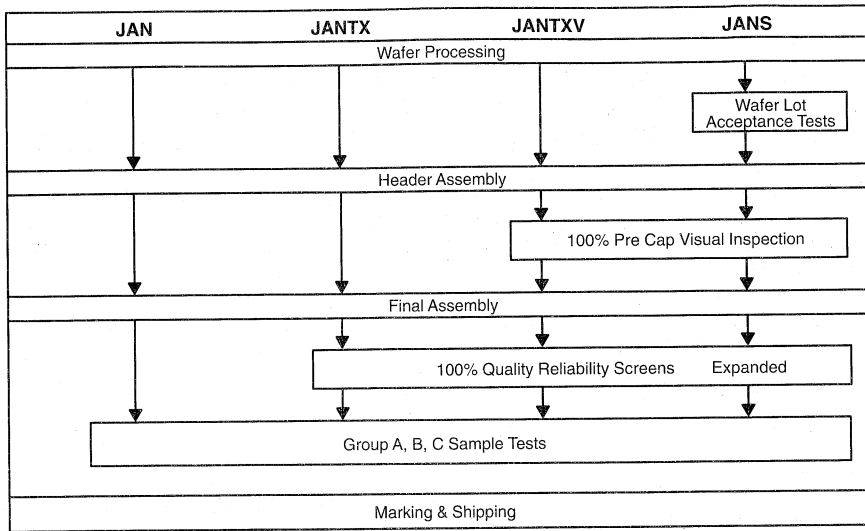 JAN JANTX JANTXV JANS
Wafer Processing
Wafer Lot
Acceptance Tests
Header Assembly
100% Pre Cap Visual Inspection
Final Assembly
100% Quality Reliability Screens Expanded
Group A, B, C Sample Tests
Marking & Shipping